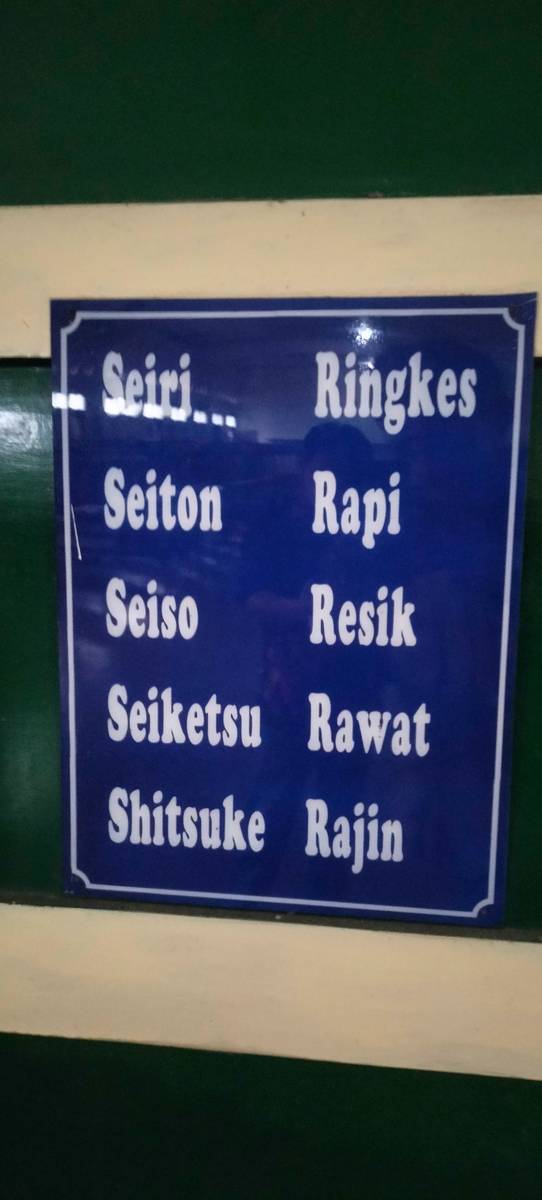 Seiri Ringkes
Seiton Rapi
Seiso Resik
Seiketsu Rawat
Shitsuke Rajin